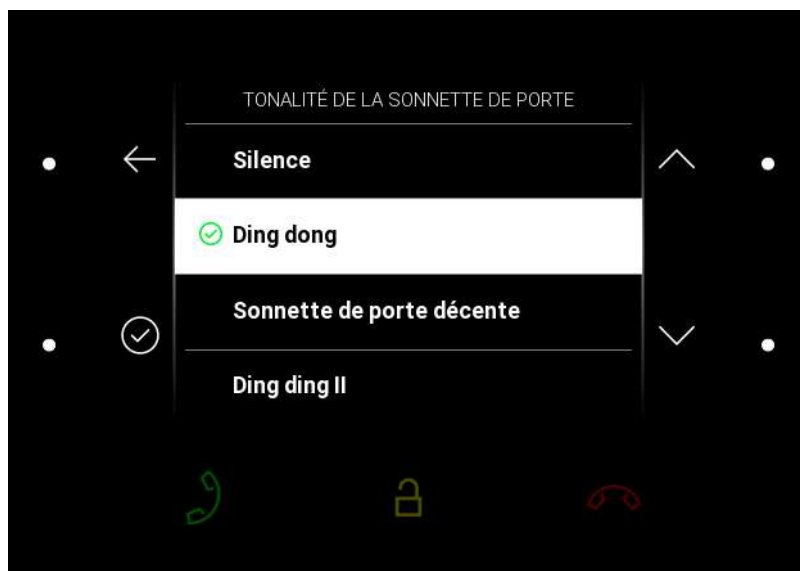 TONALITÉ DE LA SONNETTE DE PORTE
Silence
Ding dong
Sonnette de porte décente
Ding ding II